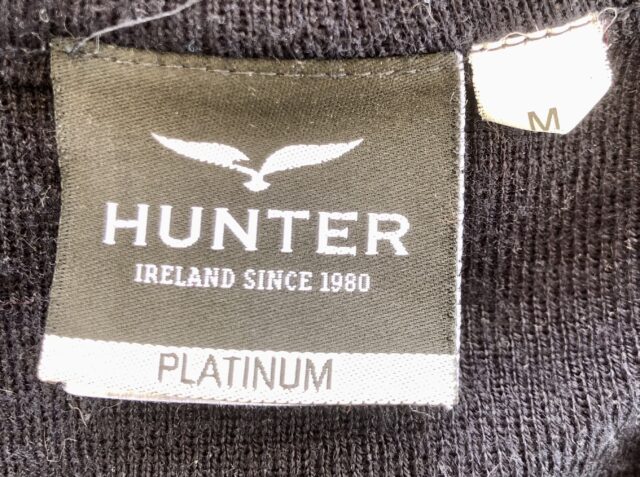 M
HUNTER
IRELAND SINCE 1980
PLATINUM